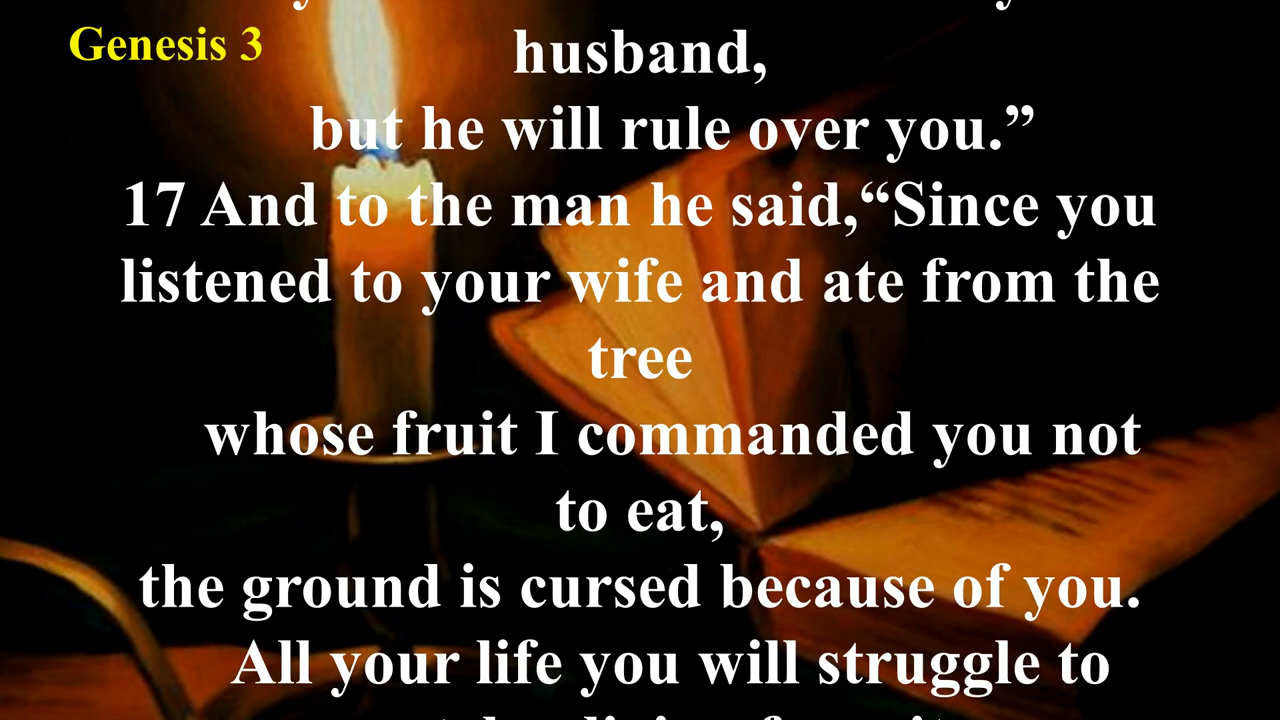 Genesis 3
husband,
but he will rule over you.”
17 And to the man he said,“Since you
listened to your wife and ate from the
tree
whose fruit I commanded you not
to eat,
the ground is cursed because of you.
All your life you will struggle to